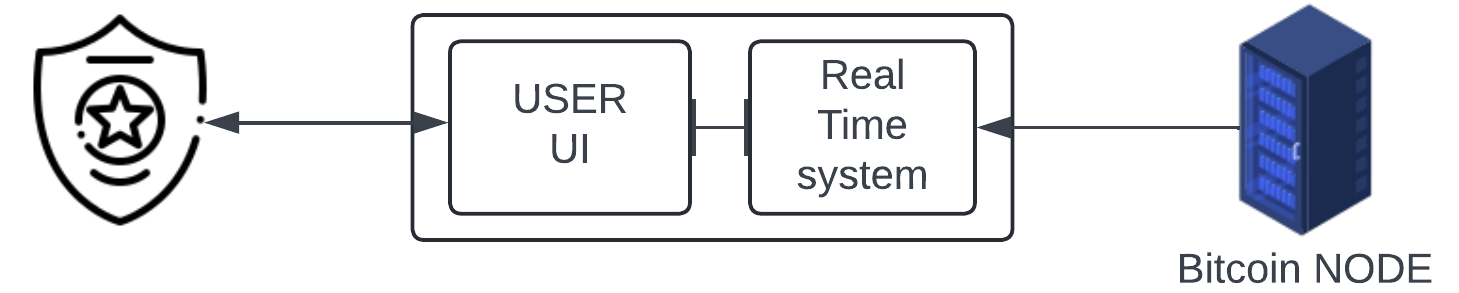 USER
UI
Real
Time
system
Bitcoin NODE